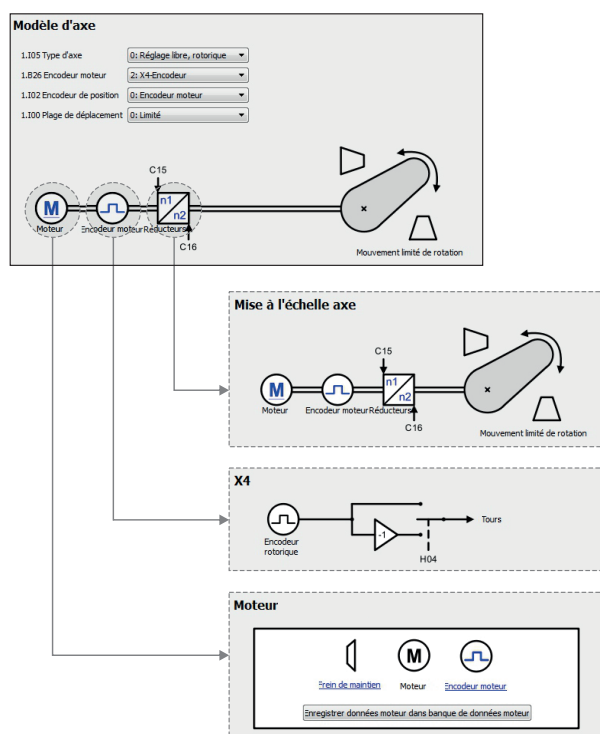 Modèle d'axe
1.I05 Type d'axe 0: Réglage libre, rotorique
1.B26 Encodeur moteur 2: X4-Encodeur
1.I02 Encodeur de position 0: Encodeur moteur
1.I00 Plage de déplacement 0: Limité
C15
M n1 n2
Moteur Encodeur moteur Réducteurs
C16
Mouvement limité de rotation
Mise à l'échelle axe
C15
M n1 n2
Moteur Encodeur moteur Réducteurs
C16
Mouvement limité de rotation
X4
Tours
-1
Encodeur
rotorique
H04
Moteur
M
Frein de maintien Moteur Encodeur moteur
Enregistrer données moteur dans banque de données moteur